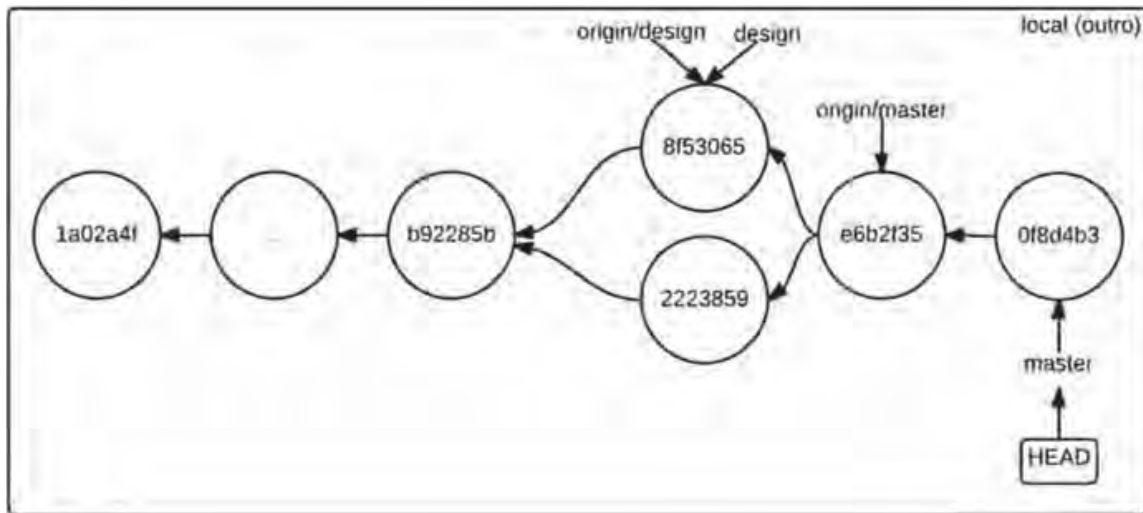 local (outro)
origin/design design
origin/master
8f53065
1a02a4f ... b92285b e6b2f35 0f8d4b3
2223859
master
HEAD